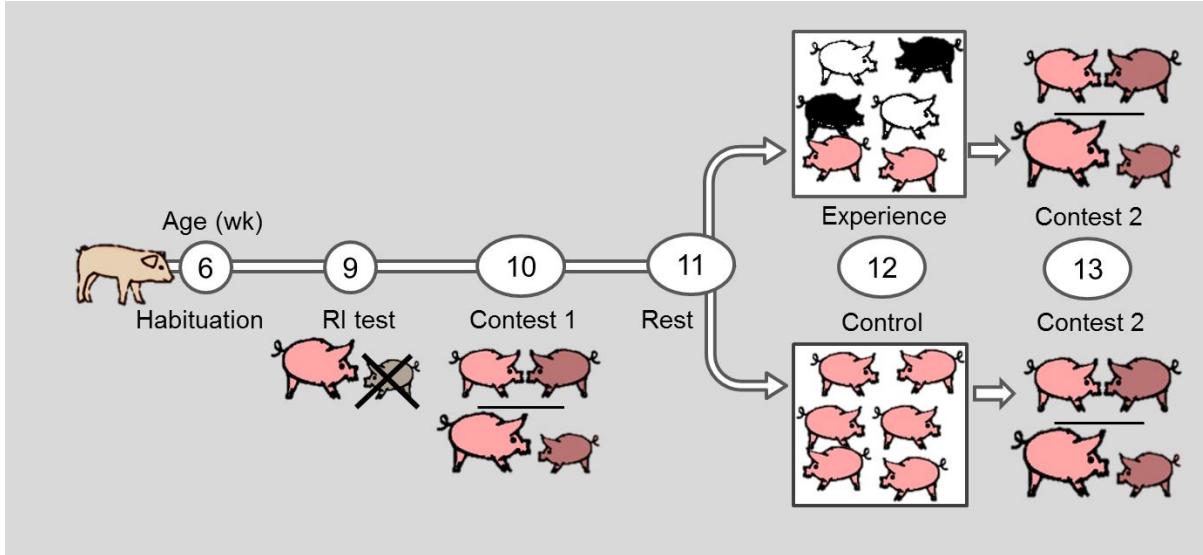 Age (wk)
6
Habituation
9
RI test
10
Contest 1
11
Rest
Experience
12
Control
Contest 2
13
Contest 2